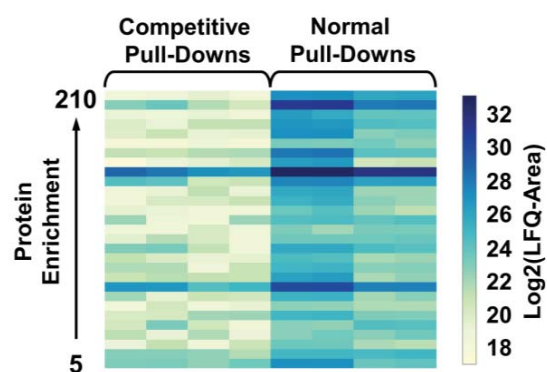 Competitive
Pull-Downs
Normal
Pull-Downs
210
Protein
Enrichment
5
32
30
28
26
24
22
20
18
Log2(LFQ-Area)